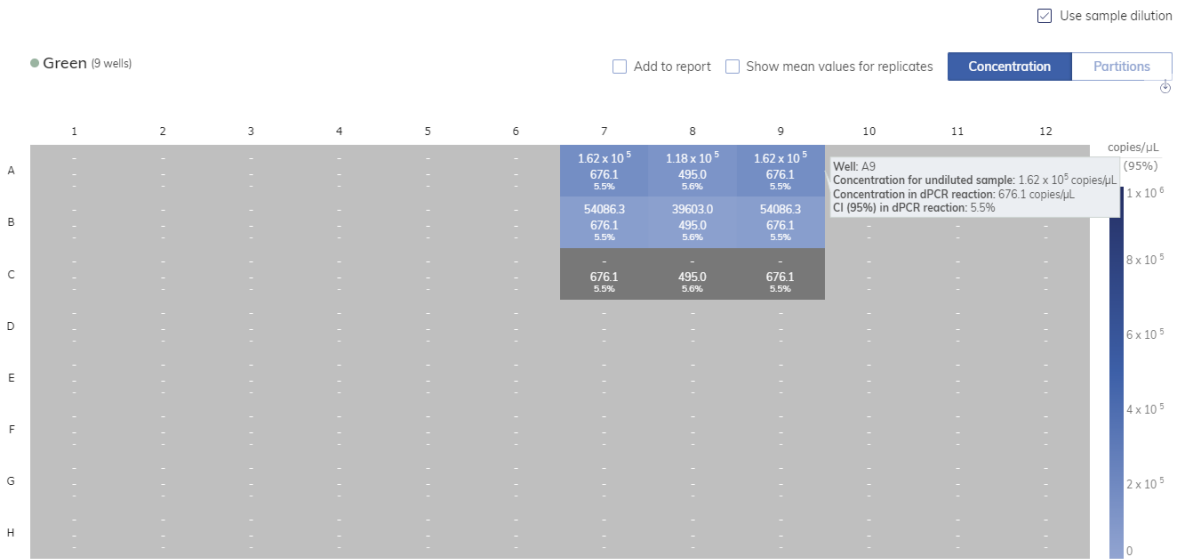 Use sample dilution
Green (9 wells)
Add to report Show mean values for replicates Concentration Partitions
1 2 3 4 5 6 7 8 9 10 11 12
copies/µL
(95%)
A - - - - - - 1.62 x 10⁵ 1.18 x 10⁵ 1.62 x 10⁵
- - - - - - 676.1 495.0 676.1
- - - - - - 5.5% 5.6% 5.5%
Well: A9
Concentration for undiluted sample: 1.62 x 10⁵ copies/µL
Concentration in dPCR reaction: 676.1 copies/µL
CI (95%) in dPCR reaction: 5.5%
1 x 10⁶
B - - - - - - 54086.3 39603.0 54086.3
- - - - - - 676.1 495.0 676.1 - - -
- - - - - - 5.5% 5.6% 5.5% - - -
C - - - - - - - - - - - -
- - - - - - 676.1 495.0 676.1 - - -
- - - - - - 5.5% 5.6% 5.5% - - -
8 x 10⁵
D - - - - - - - - - - - -
- - - - - - - - - - - -
- - - - - - - - - - - -
6 x 10⁵
E - - - - - - - - - - - -
- - - - - - - - - - - -
- - - - - - - - - - - -
4 x 10⁵
F - - - - - - - - - - - -
- - - - - - - - - - - -
- - - - - - - - - - - -
G - - - - - - - - - - - -
- - - - - - - - - - - -
- - - - - - - - - - - -
2 x 10⁵
H - - - - - - - - - - - -
- - - - - - - - - - - -
- - - - - - - - - - - -
0